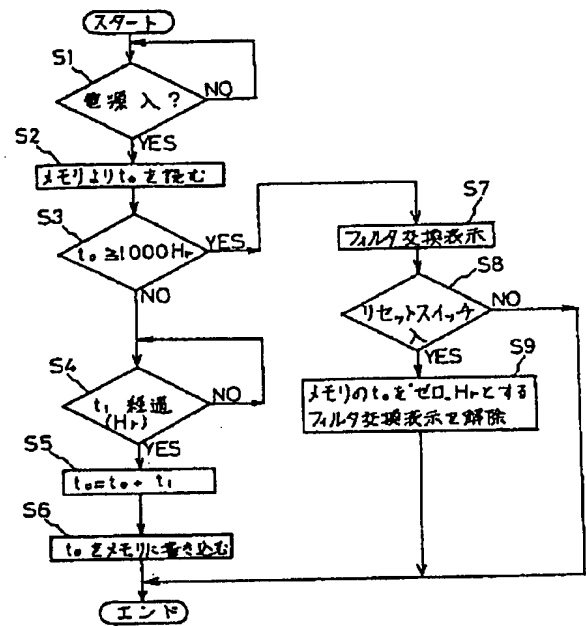 スタート
S1
電源入?
NO
YES
S2
メモリよりt₀を読む
S3
t₀≧1000Hr
YES
NO
S4
t₁ 経過
(Hr)
NO
YES
S5
t₀=t₀+t₁
S6
t₀をメモリに書き込む
エンド
S7
フィルタ交換表示
S8
リセットスイッチ
入
NO
YES
S9
メモリのt₀をゼロHrとする
フィルタ交換表示を解除